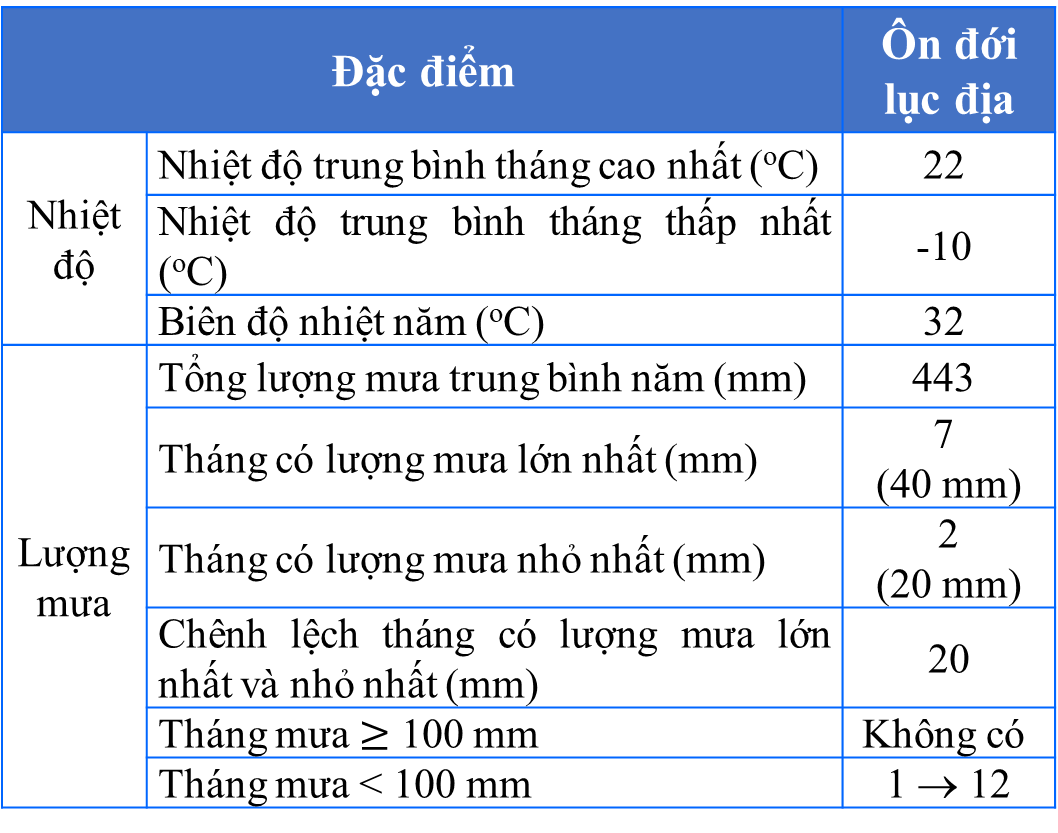 Đặc điểm
Ôn đới
lục địa
Nhiệt
độ
Nhiệt độ trung bình tháng cao nhất (ºC)
22
Nhiệt độ trung bình tháng thấp nhất
(ºC)
-10
Biên độ nhiệt năm (ºC)
32
Lượng
mưa
Tổng lượng mưa trung bình năm (mm)
443
Tháng có lượng mưa lớn nhất (mm)
7
(40 mm)
Tháng có lượng mưa nhỏ nhất (mm)
2
(20 mm)
Chênh lệch tháng có lượng mưa lớn
nhất và nhỏ nhất (mm)
20
Tháng mưa ≥ 100 mm
Không có
Tháng mưa < 100 mm
1 → 12